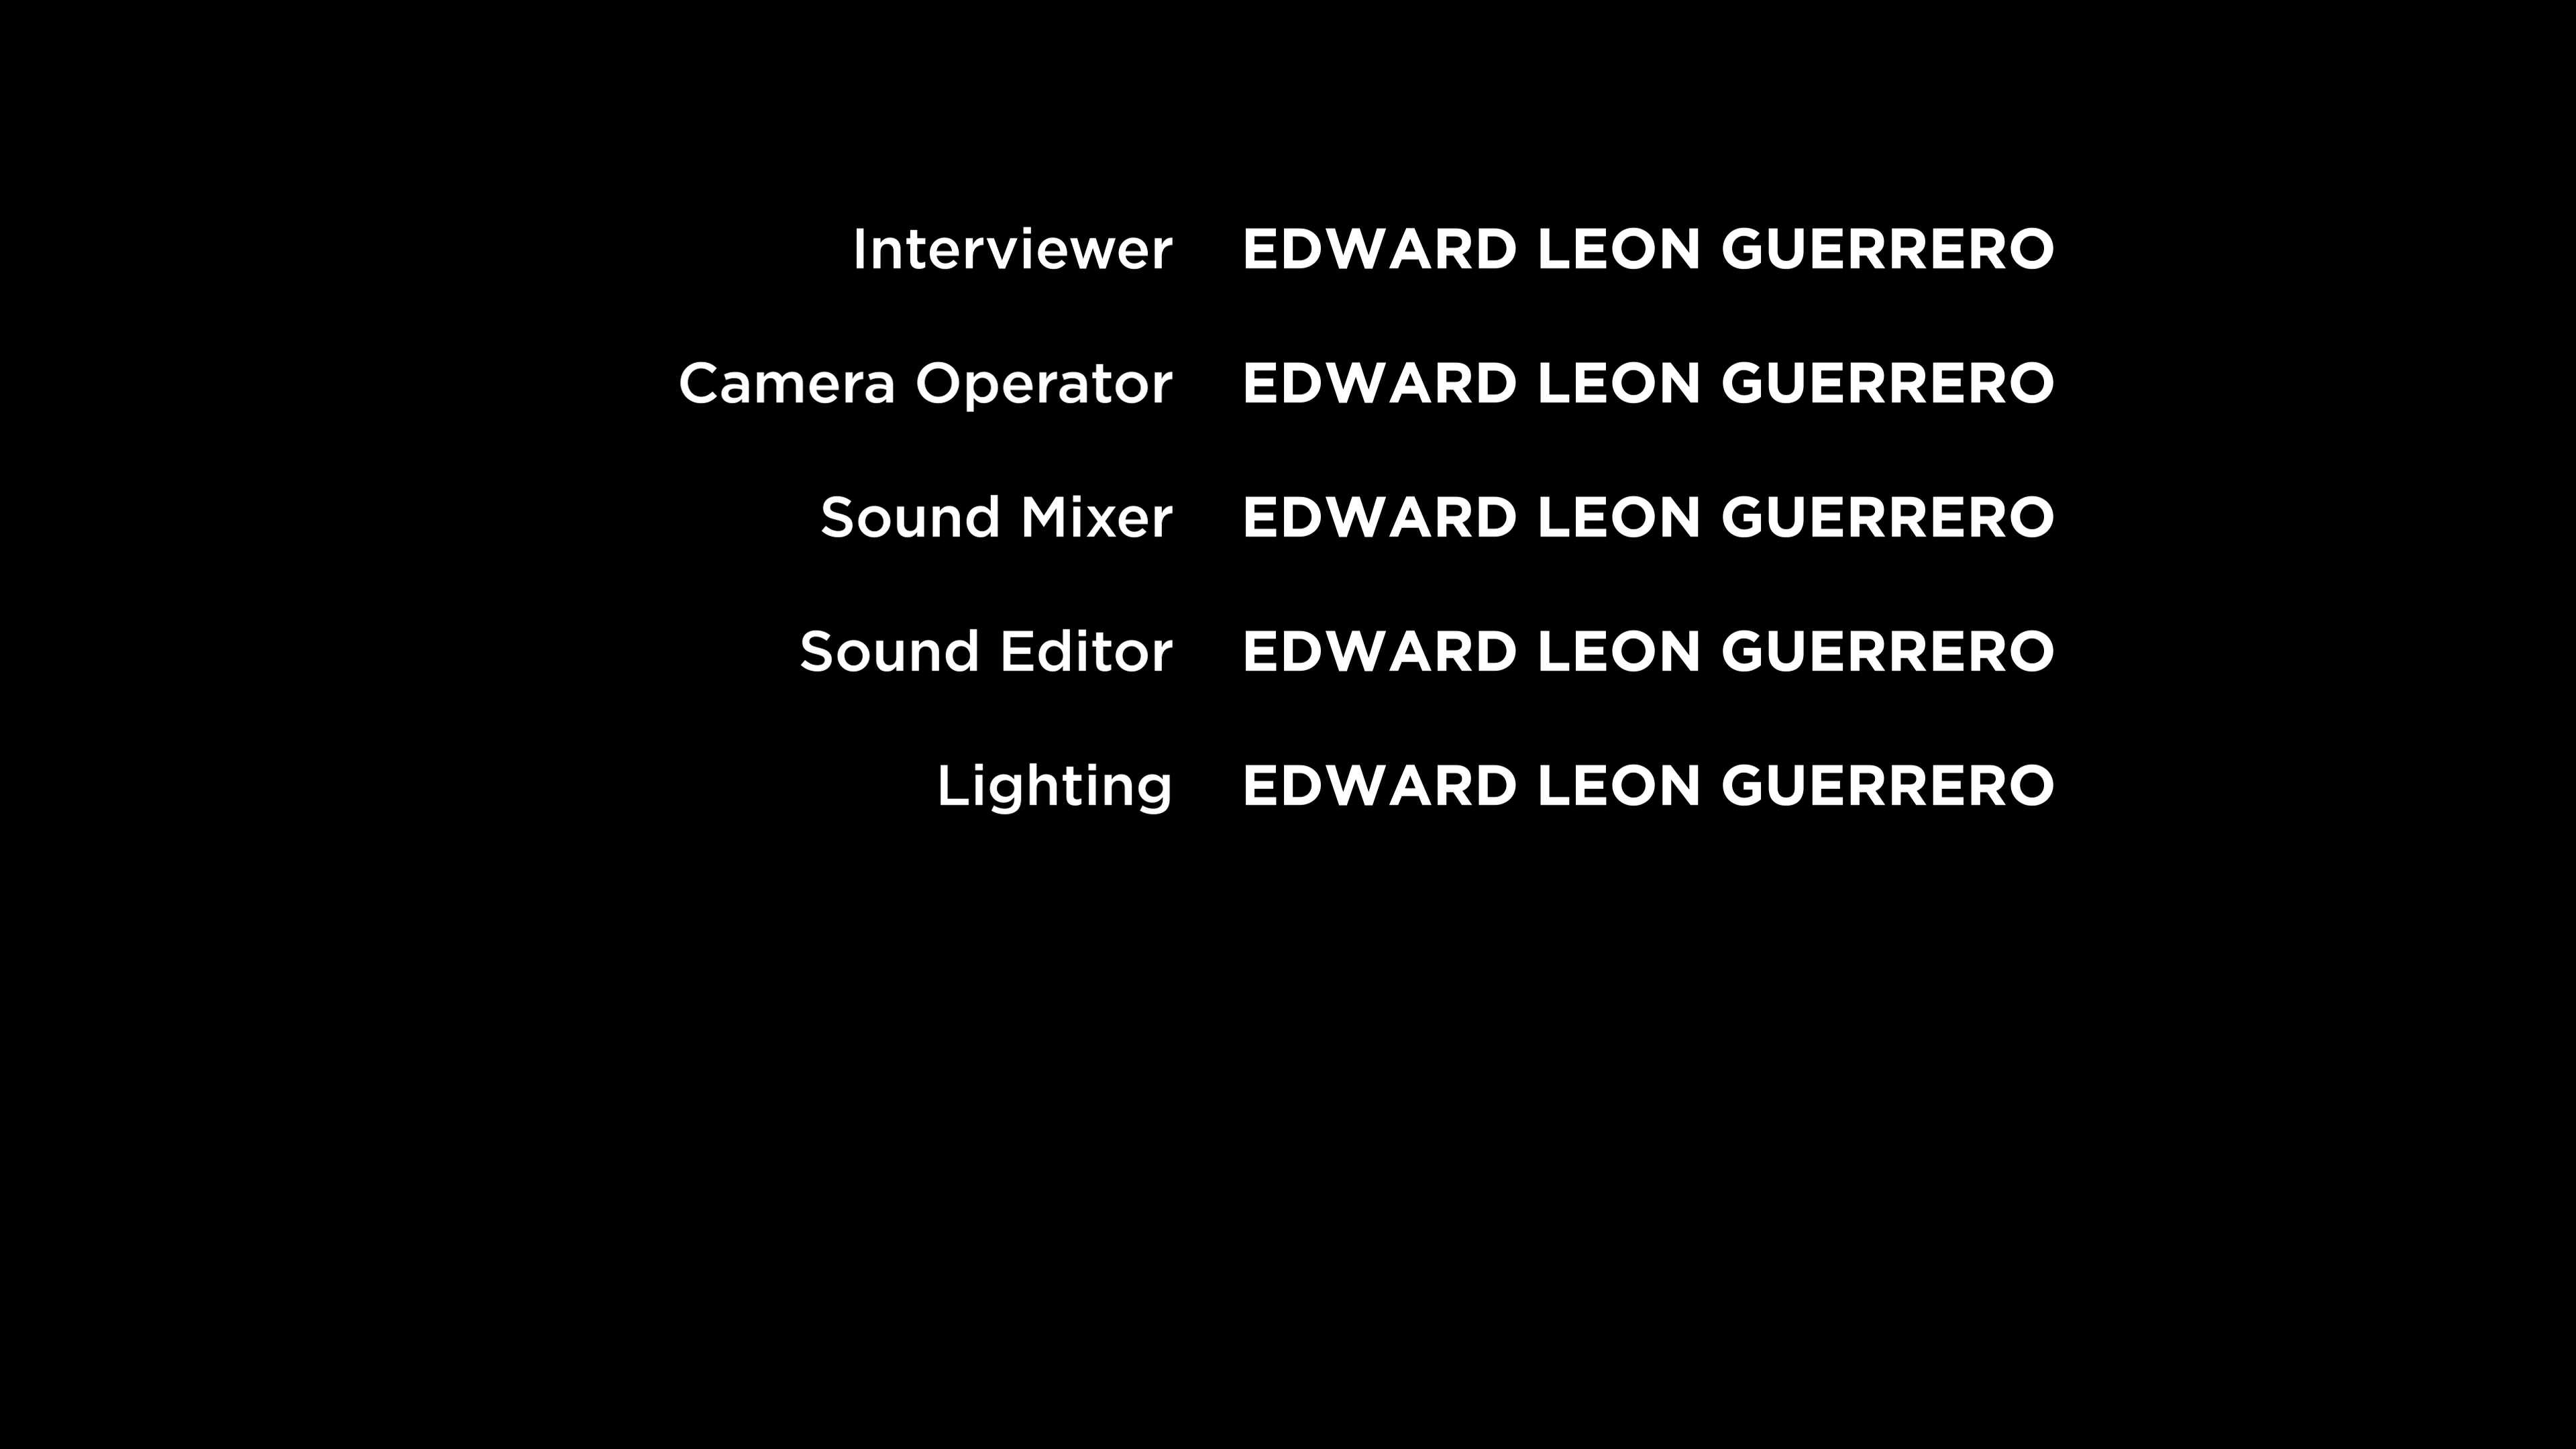 Interviewer EDWARD LEON GUERRERO
Camera Operator EDWARD LEON GUERRERO
Sound Mixer EDWARD LEON GUERRERO
Sound Editor EDWARD LEON GUERRERO
Lighting EDWARD LEON GUERRERO